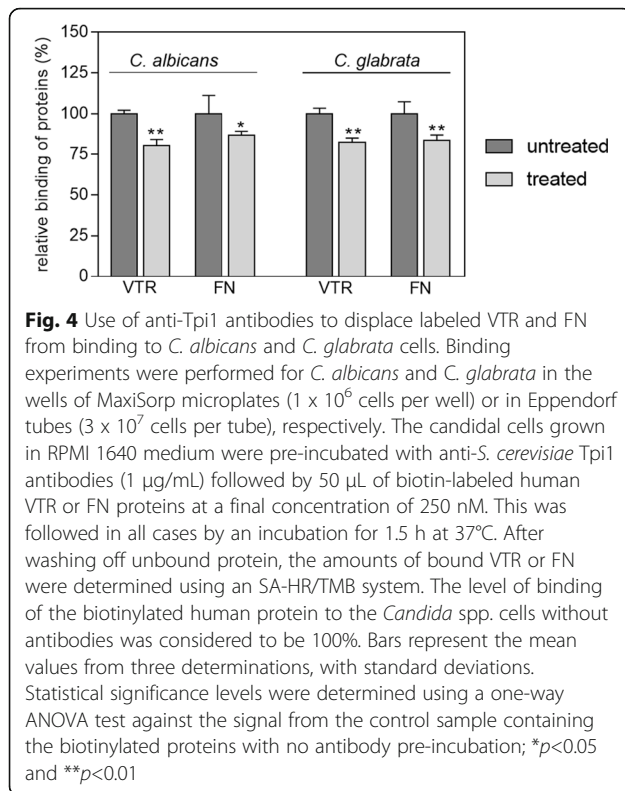 relative binding of proteins (%)
150
125
100
75
50
25
0
C. albicans
C. glabrata
**
*
**
**
VTR
FN
VTR
FN
untreated
treated
Fig. 4 Use of anti-Tpi1 antibodies to displace labeled VTR and FN
from binding to C. albicans and C. glabrata cells. Binding
experiments were performed for C. albicans and C. glabrata in the
wells of MaxiSorp microplates (1 x 10⁶ cells per well) or in Eppendorf
tubes (3 x 10⁷ cells per tube), respectively. The candidal cells grown
in RPMI 1640 medium were pre-incubated with anti-S. cerevisiae Tpi1
antibodies (1 µg/mL) followed by 50 µL of biotin-labeled human
VTR or FN proteins at a final concentration of 250 nM. This was
followed in all cases by an incubation for 1.5 h at 37°C. After
washing off unbound protein, the amounts of bound VTR or FN
were determined using an SA-HR/TMB system. The level of binding
of the biotinylated human protein to the Candida spp. cells without
antibodies was considered to be 100%. Bars represent the mean
values from three determinations, with standard deviations.
Statistical significance levels were determined using a one-way
ANOVA test against the signal from the control sample containing
the biotinylated proteins with no antibody pre-incubation; *p<0.05
and **p<0.01